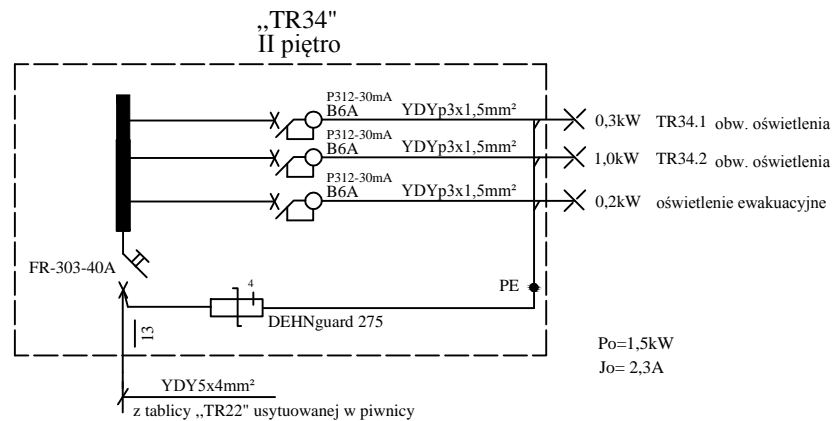 ,,TR34"
II piętro
P312-30mA
B6A YDYp3x1,5mm² 0,3kW TR34.1 obw. oświetlenia
P312-30mA
B6A YDYp3x1,5mm² 1,0kW TR34.2 obw. oświetlenia
P312-30mA
B6A YDYp3x1,5mm² 0,2kW oświetlenie ewakuacyjne
FR-303-40A
4
PE
DEHNguard 275
13
Po=1,5kW
Jo= 2,3A
YDY5x4mm²
z tablicy ,,TR22" usytuowanej w piwnicy